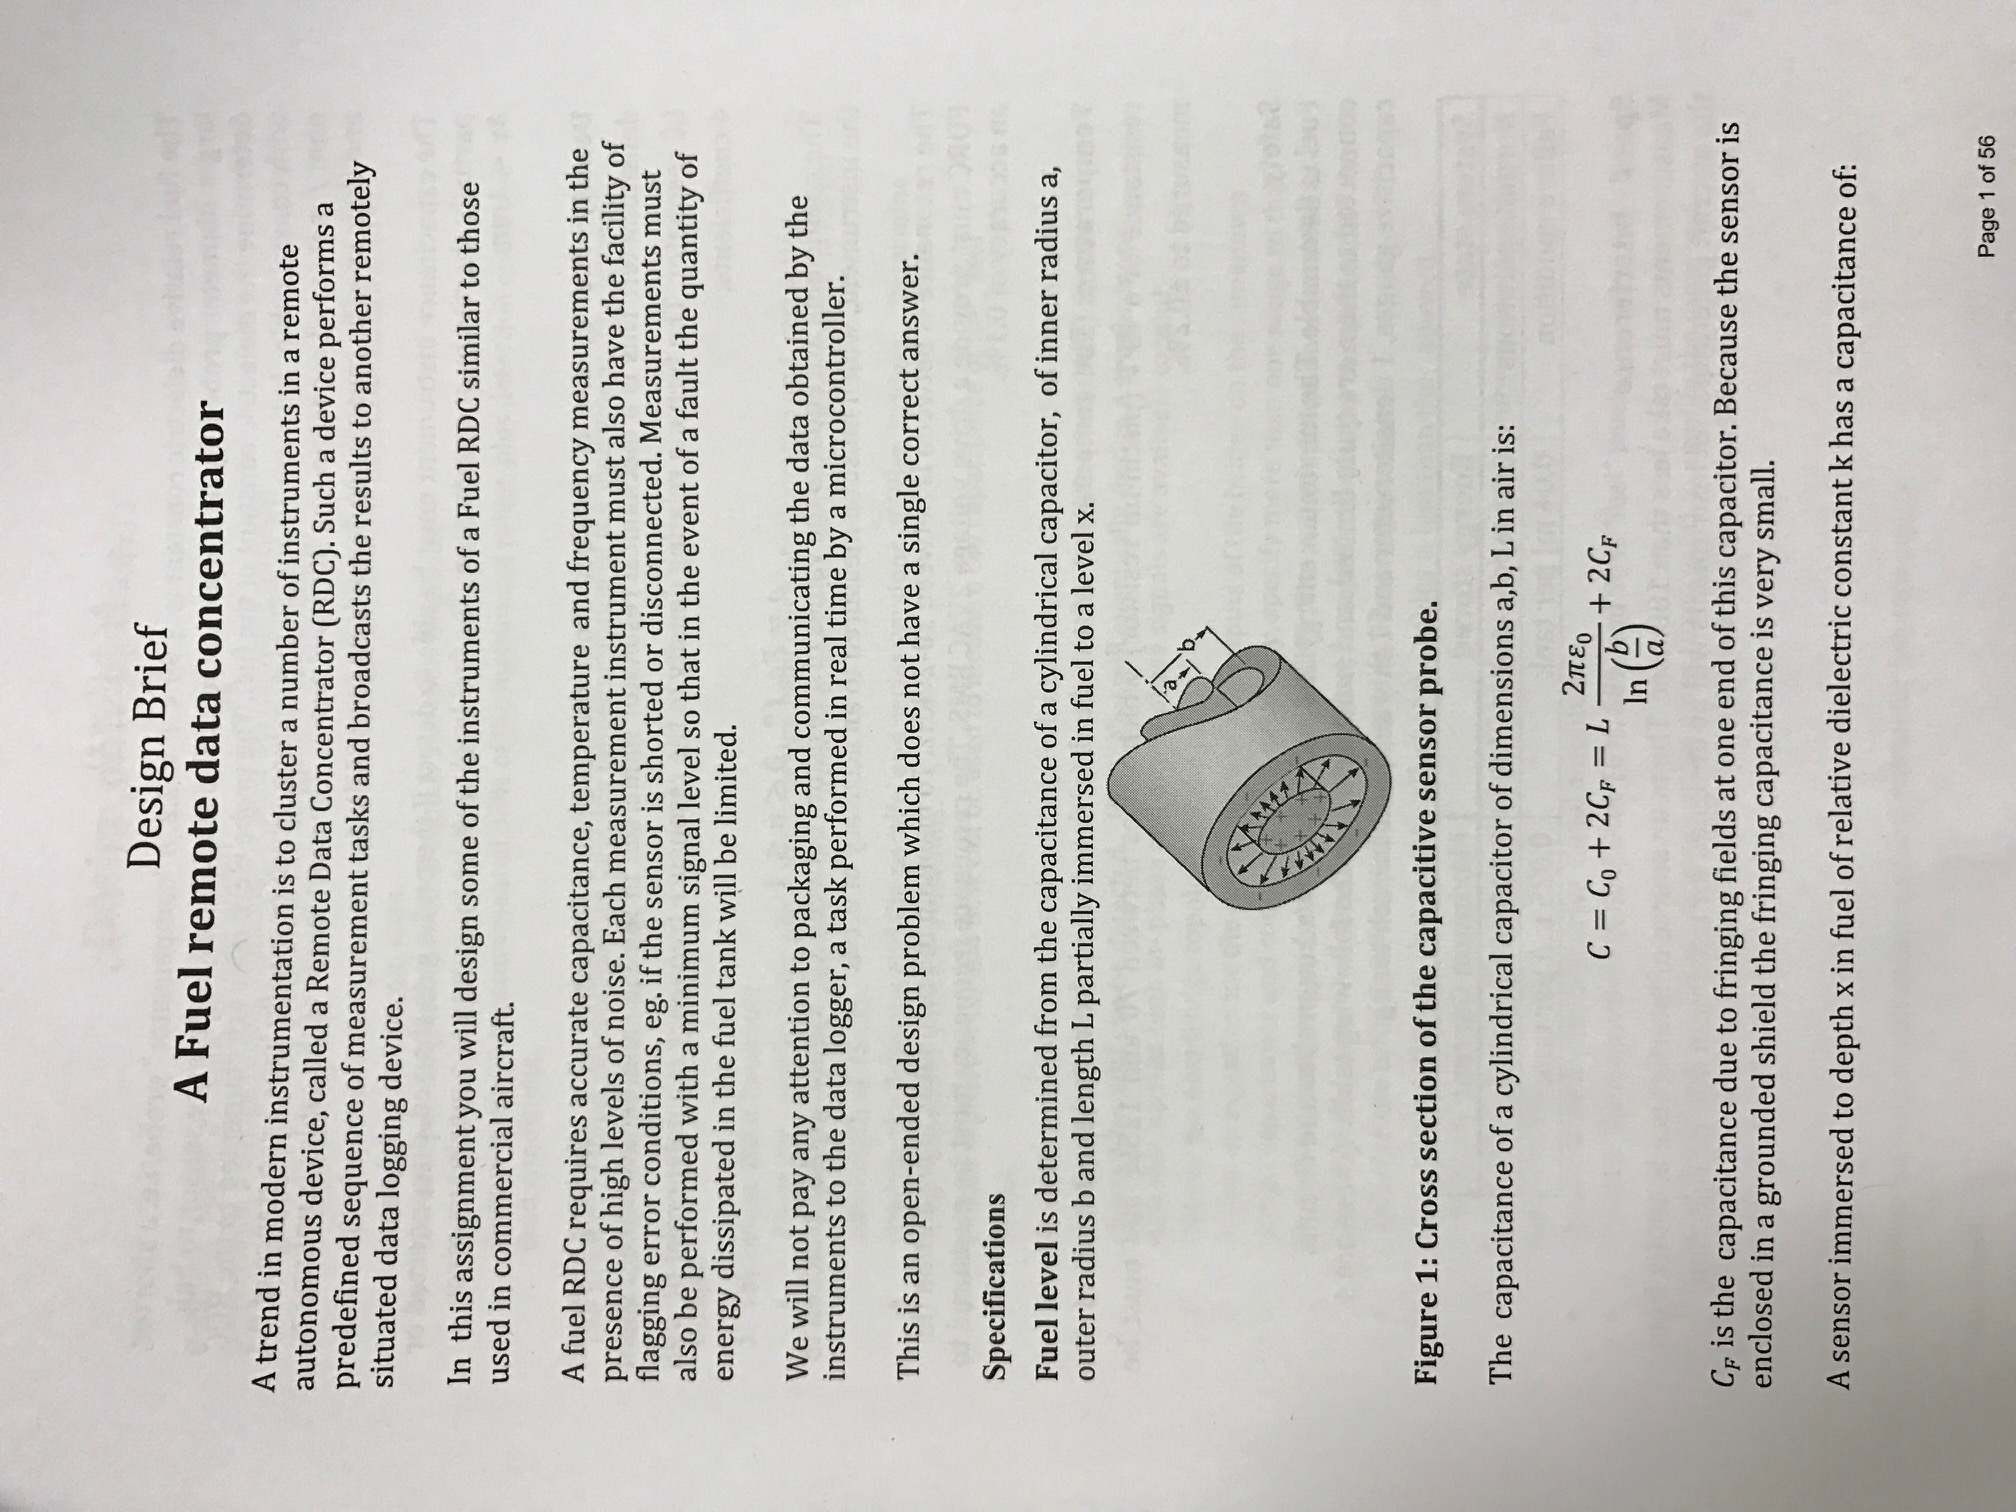 Design Brief
A Fuel remote data concentrator
A trend in modern instrumentation is to cluster a number of instruments in a remote
autonomous device, called a Remote Data Concentrator (RDC). Such a device performs a
predefined sequence of measurement tasks and broadcasts the results to another remotely
situated data logging device.
In this assignment you will design some of the instruments of a Fuel RDC similar to those
used in commercial aircraft.
A fuel RDC requires accurate capacitance, temperature and frequency measurements in the
presence of high levels of noise. Each measurement instrument must also have the facility of
flagging error conditions, eg. if the sensor is shorted or disconnected. Measurements must
also be performed with a minimum signal level so that in the event of a fault the quantity of
energy dissipated in the fuel tank will be limited.
We will not pay any attention to packaging and communicating the data obtained by the
instruments to the data logger, a task performed in real time by a microcontroller.
This is an open-ended design problem which does not have a single correct answer.
Specifications
Fuel level is determined from the capacitance of a cylindrical capacitor, of inner radius a,
outer radius b and length L partially immersed in fuel to a level x.
a
b
Figure 1: Cross section of the capacitive sensor probe.
The capacitance of a cylindrical capacitor of dimensions a,b, L in air is:
C = C₀ + 2C_F = L 2πε₀ / ln(b/a) + 2C_F
C_F is the capacitance due to fringing fields at one end of this capacitor. Because the sensor is
enclosed in a grounded shield the fringing capacitance is very small.
A sensor immersed to depth x in fuel of relative dielectric constant k has a capacitance of:
Page 1 of 56